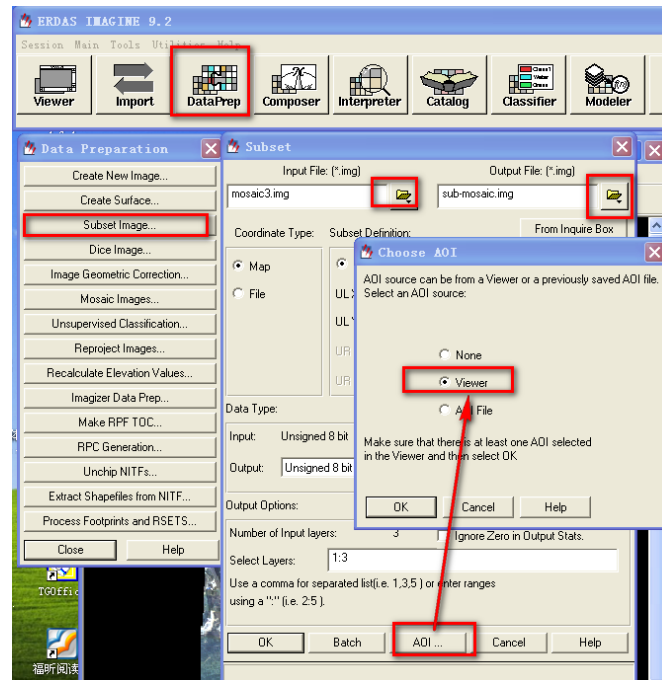 ERDAS IMAGINE 9.2
Session Main Tools Utilities Help
Viewer Import DataPrep Composer Interpreter Catalog Classifier Modeler
Data Preparation
Create New Image...
Create Surface...
Subset Image...
Dice Image...
Image Geometric Correction...
Mosaic Images...
Unsupervised Classification...
Reproject Images...
Recalculate Elevation Values...
Imagizer Data Prep...
Make RPF TOC...
RPC Generation...
Unchip NITFs...
Extract Shapefiles from NITF...
Process Footprints and RSETS...
Close Help
Subset
Input File: (*.img) Output File: (*.img)
mosaic3.img sub-mosaic.img
Coordinate Type: Subset Definition: From Inquire Box
Map
File
UL
UL
UR
UR
Data Type:
Input: Unsigned 8 bit
Output: Unsigned 8 bit
Output Options:
Number of Input layers: 3 Ignore Zero in Output Stats.
Select Layers: 1:3
Use a comma for separated list(i.e. 1,3,5 ) or enter ranges
using a ":" (i.e. 2:5 ).
OK Batch AOI ... Cancel Help
Choose AOI
AOI source can be from a Viewer or a previously saved AOI file.
Select an AOI source:
None
Viewer
File
Make sure that there is at least one AOI selected
in the Viewer and then select OK
OK Cancel Help
TGOffic
福昕阅读